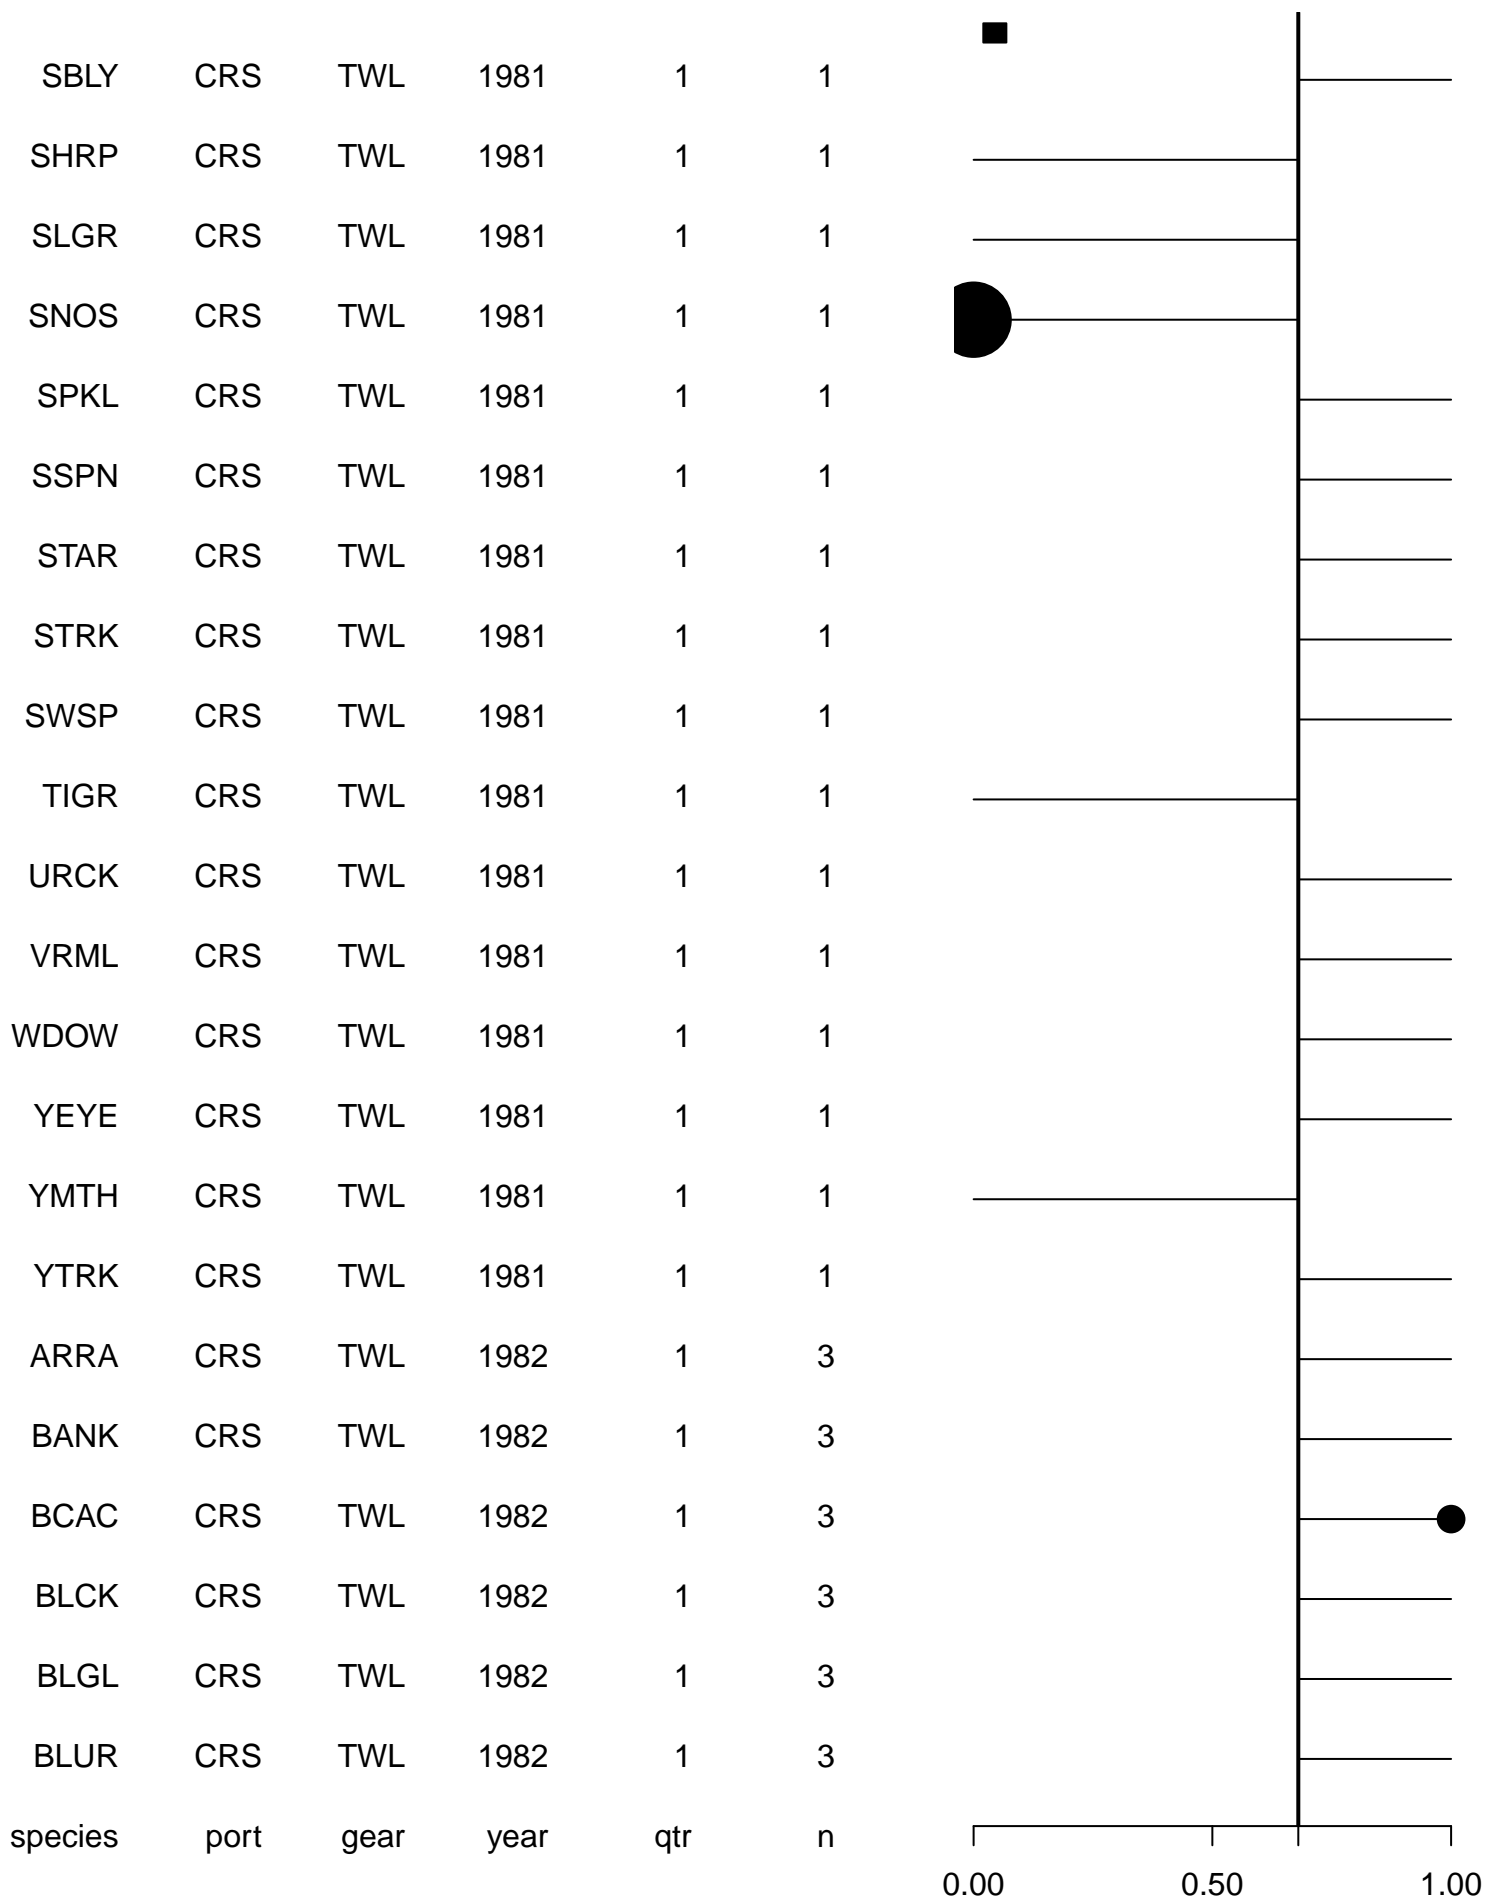 SBLY CRS TWL 1981 1 1
SHRP CRS TWL 1981 1 1
SLGR CRS TWL 1981 1 1
SNOS CRS TWL 1981 1 1
SPKL CRS TWL 1981 1 1
SSPN CRS TWL 1981 1 1
STAR CRS TWL 1981 1 1
STRK CRS TWL 1981 1 1
SWSP CRS TWL 1981 1 1
TIGR CRS TWL 1981 1 1
URCK CRS TWL 1981 1 1
VRML CRS TWL 1981 1 1
WDOW CRS TWL 1981 1 1
YEYE CRS TWL 1981 1 1
YMTH CRS TWL 1981 1 1
YTRK CRS TWL 1981 1 1
ARRA CRS TWL 1982 1 3
BANK CRS TWL 1982 1 3
BCAC CRS TWL 1982 1 3
BLCK CRS TWL 1982 1 3
BLGL CRS TWL 1982 1 3
BLUR CRS TWL 1982 1 3
species port gear year qtr n
0.00 0.50 1.00